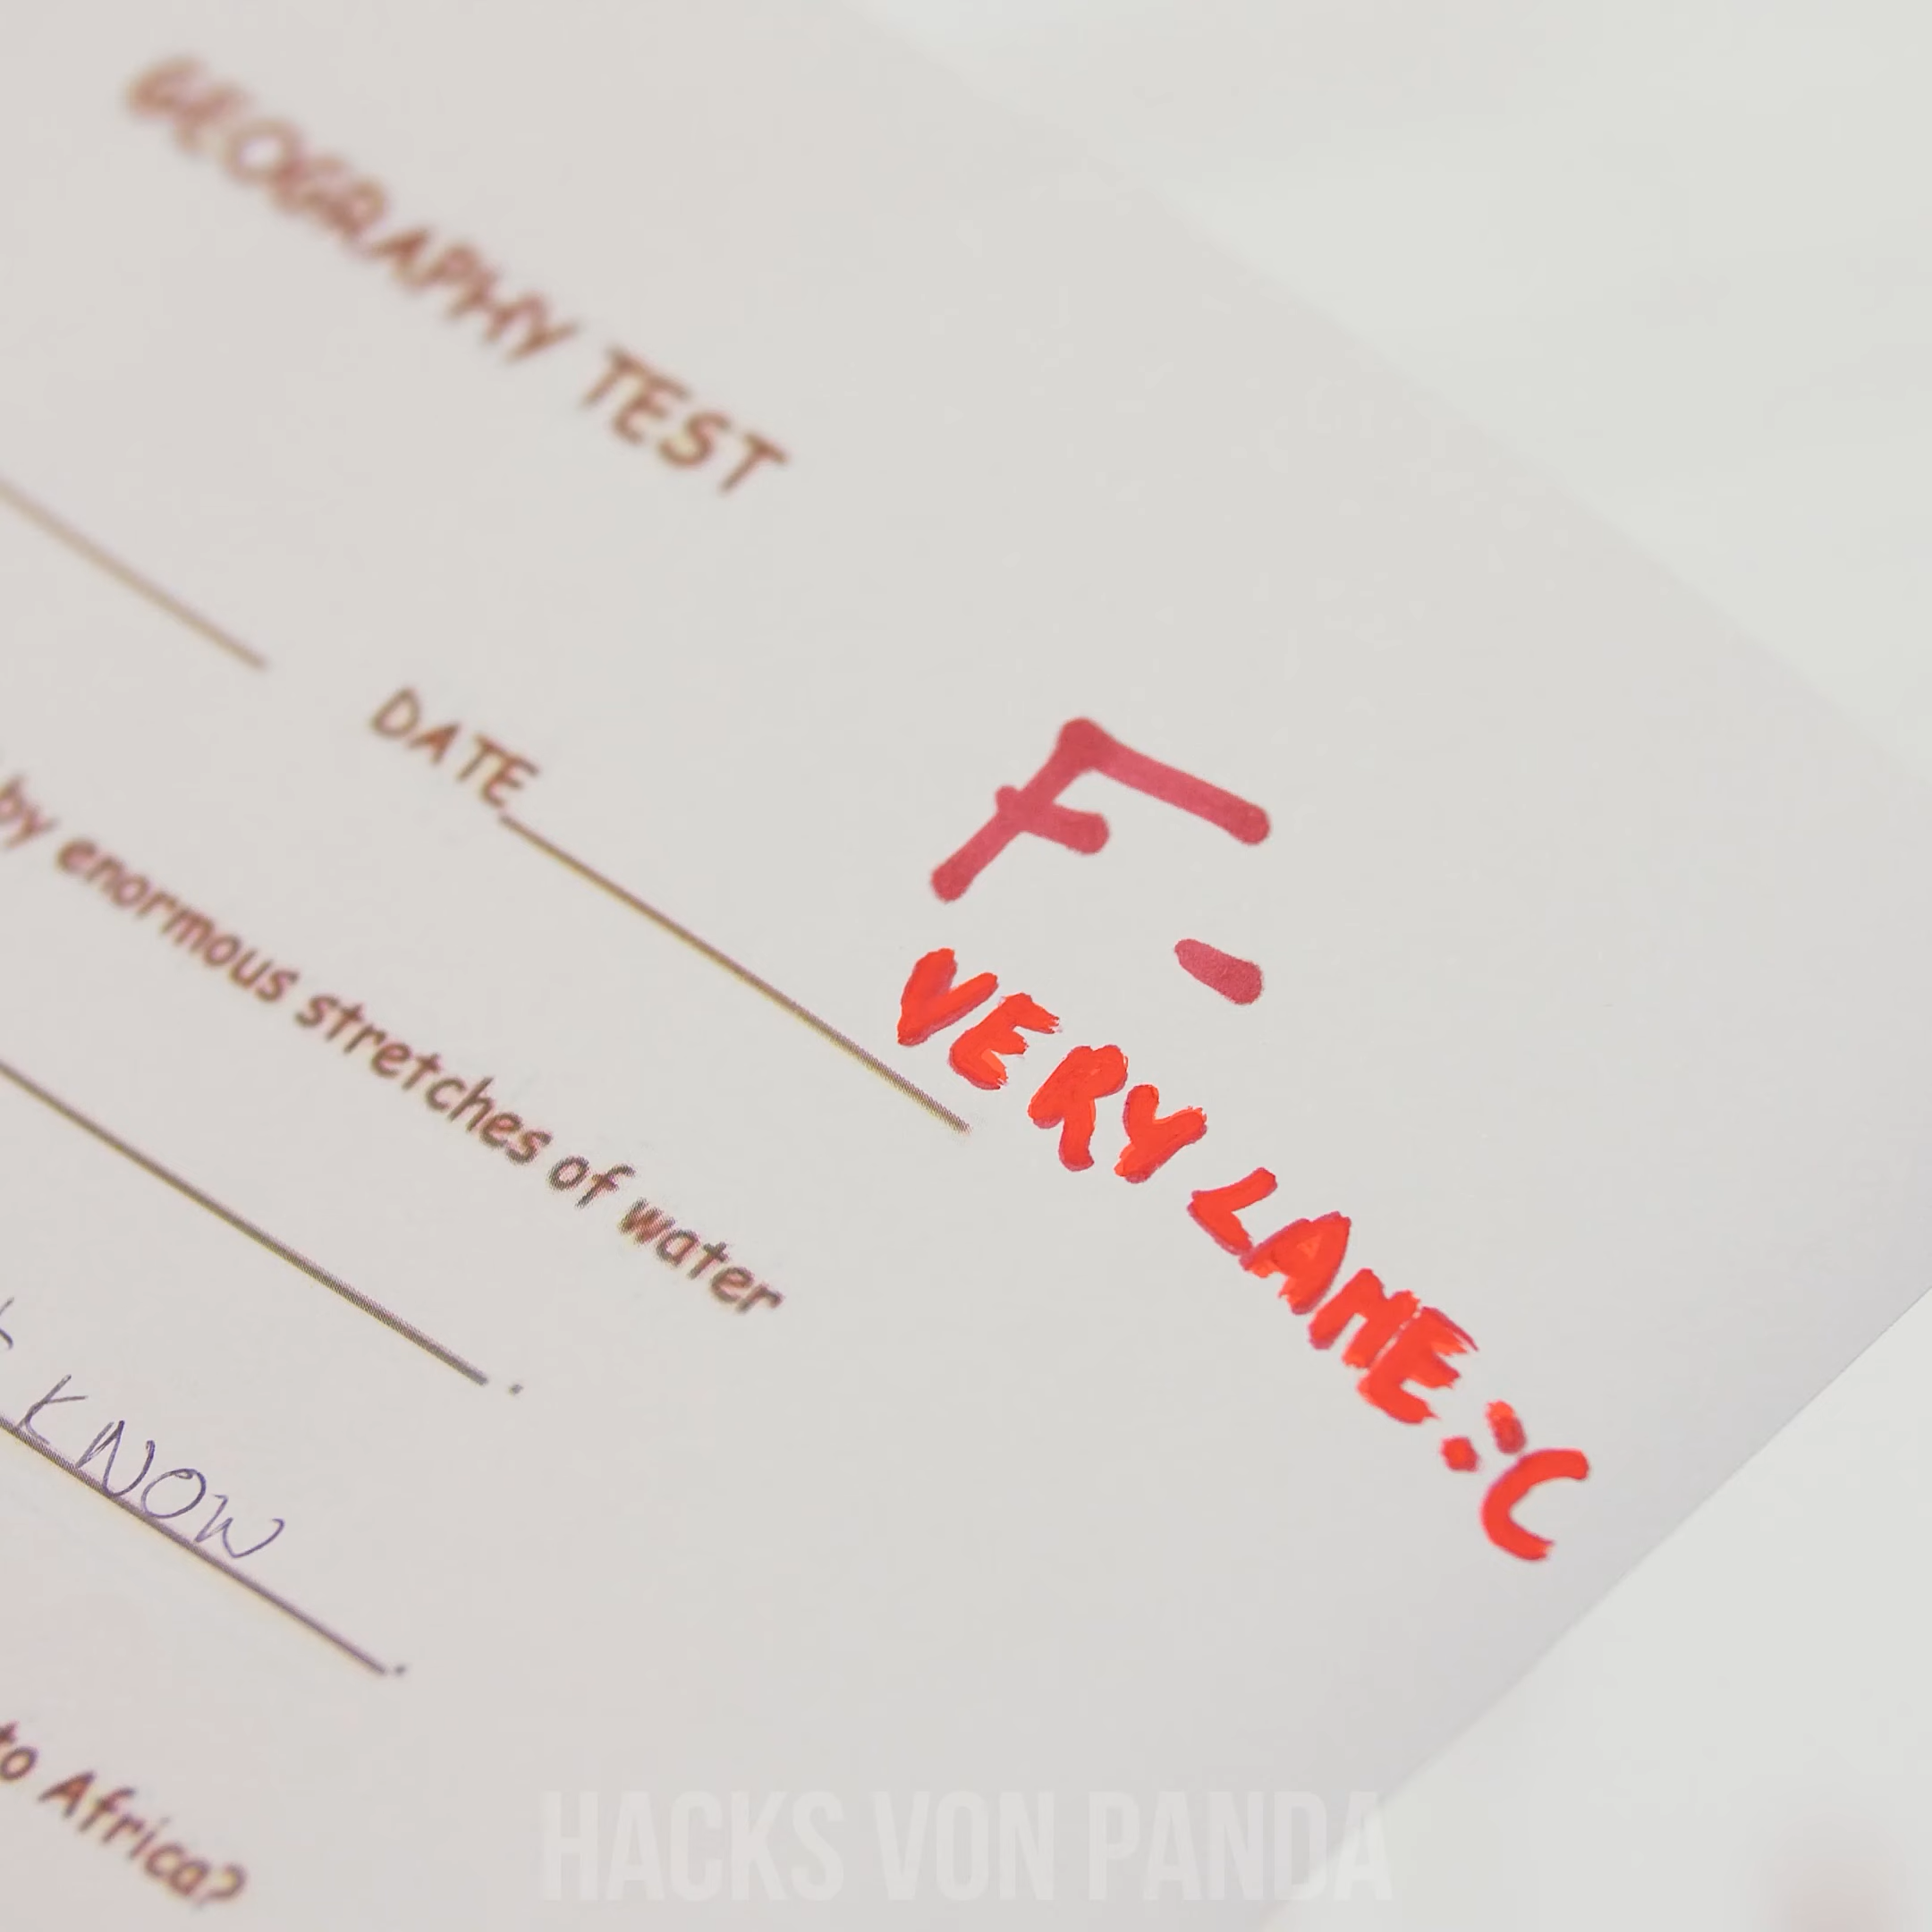 GEOGRAPHY TEST
DATE
F-
VERY LAME :'C
by enormous stretches of water
.
KNOW
.
to Africa?
HACKS VON PANDA